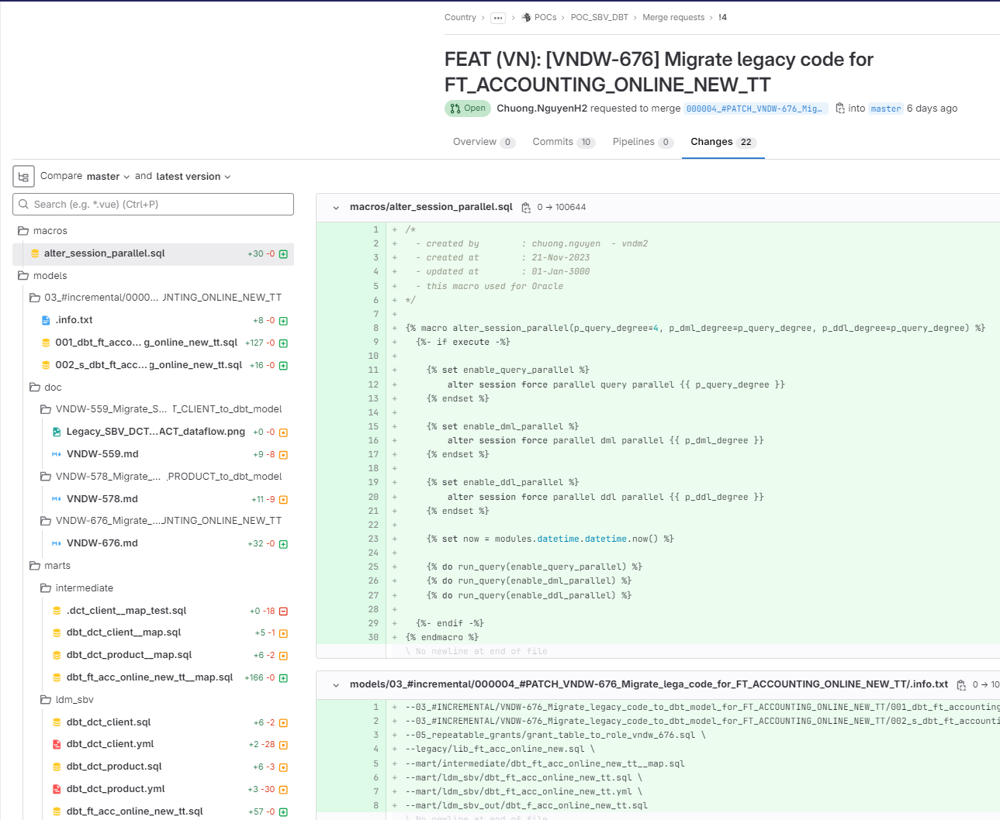 Country › ... › POCs › POC_SBV_DBT › Merge requests › !4
FEAT (VN): [VNDW-676] Migrate legacy code for
FT_ACCOUNTING_ONLINE_NEW_TT
Open Chuong.NguyenH2 requested to merge 000004_#PATCH_VNDW-676_Mig… into master 6 days ago
Overview 0 Commits 10 Pipelines 0 Changes 22
Compare master and latest version
Search (e.g. *.vue) (Ctrl+P)
macros
alter_session_parallel.sql +30 -0
models
03_#incremental/0000... JNTING_ONLINE_NEW_TT
.info.txt +8 -0
001_dbt_ft_acco... g_online_new_tt.sql +127 -0
002_s_dbt_ft_acc... g_online_new_tt.sql +16 -0
doc
VNDW-559_Migrate_S... T_CLIENT_to_dbt_model
Legacy_SBV_DCT...ACT_dataflow.png +0 -0
VNDW-559.md +9 -8
VNDW-578_Migrate_... _PRODUCT_to_dbt_model
VNDW-578.md +11 -9
VNDW-676_Migrate_...JNTING_ONLINE_NEW_TT
VNDW-676.md +32 -0
marts
intermediate
.dct_client__map_test.sql +0 -18
dbt_dct_client__map.sql +5 -1
dbt_dct_product__map.sql +6 -2
dbt_ft_acc_online_new_tt__map.sql +166 -0
ldm_sbv
dbt_dct_client.sql +6 -2
dbt_dct_client.yml +2 -28
dbt_dct_product.sql +6 -3
dbt_dct_product.yml +3 -30
dbt_ft_acc_online_new_tt.sql +57 -0
macros/alter_session_parallel.sql 0 → 100644
1 + /*
2 + - created by : chuong.nguyen - vndm2
3 + - created at : 21-Nov-2023
4 + - updated at : 01-Jan-3000
5 + - this macro used for Oracle
6 + */
7 +
8 + {% macro alter_session_parallel(p_query_degree=4, p_dml_degree=p_query_degree, p_ddl_degree=p_query_degree) %}
9 + {%- if execute -%}
10 +
11 + {% set enable_query_parallel %}
12 + alter session force parallel query parallel {{ p_query_degree }}
13 + {% endset %}
14 +
15 + {% set enable_dml_parallel %}
16 + alter session force parallel dml parallel {{ p_dml_degree }}
17 + {% endset %}
18 +
19 + {% set enable_ddl_parallel %}
20 + alter session force parallel ddl parallel {{ p_ddl_degree }}
21 + {% endset %}
22 +
23 + {% set now = modules.datetime.datetime.now() %}
24 +
25 + {% do run_query(enable_query_parallel) %}
26 + {% do run_query(enable_dml_parallel) %}
27 + {% do run_query(enable_ddl_parallel) %}
28 +
29 + {%- endif -%}
30 + {% endmacro %}
\ No newline at end of file
models/03_#incremental/000004_#PATCH_VNDW-676_Migrate_lega_code_for_FT_ACCOUNTING_ONLINE_NEW_TT/.info.txt 0 → 10
1 + --03_#INCREMENTAL/VNDW-676_Migrate_legacy_code_to_dbt_model_for_FT_ACCOUNTING_ONLINE_NEW_TT/001_dbt_ft_accounting
2 + --03_#INCREMENTAL/VNDW-676_Migrate_legacy_code_to_dbt_model_for_FT_ACCOUNTING_ONLINE_NEW_TT/002_s_dbt_ft_accounti
3 + --05_repeatable_grants/grant_table_to_role_vndw_676.sql \
4 + --legacy/lib_ft_acc_online_new.sql \
5 + --mart/intermediate/dbt_ft_acc_online_new_tt__map.sql
6 + --mart/ldm_sbv/dbt_ft_acc_online_new_tt.sql \
7 + --mart/ldm_sbv/dbt_ft_acc_online_new_tt.yml \
8 + --mart/ldm_sbv_out/dbt_f_acc_online_new_tt.sql
\ No newline at end of file